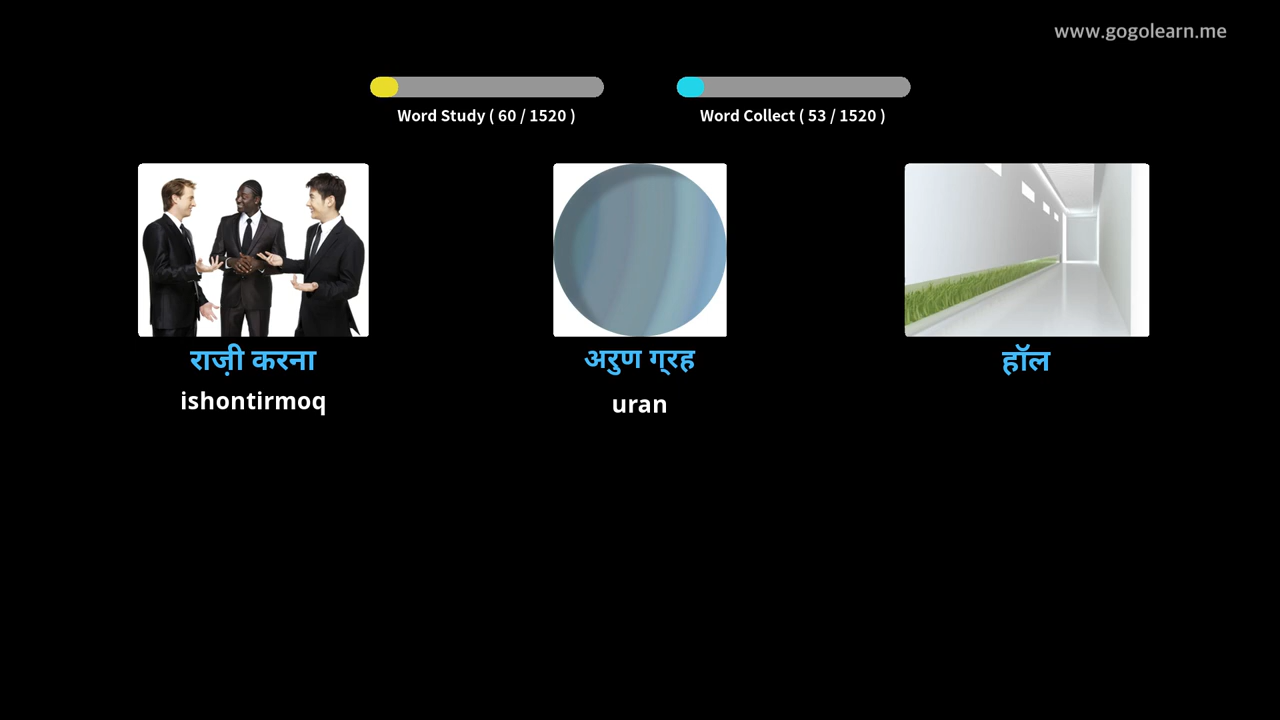 www.gogolearn.me
Word Study ( 60 / 1520 )
Word Collect ( 53 / 1520 )
राज़ी करना
ishontirmoq
अरुण ग्रह
uran
हॉल